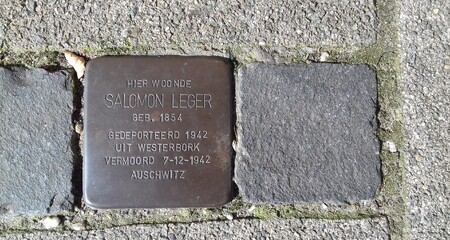 HIER WOONDE
SALOMON LEGER
GEB. 1854
GEDEPORTEERD 1942
UIT WESTERBORK
VERMOORD 7-12-1942
AUSCHWITZ